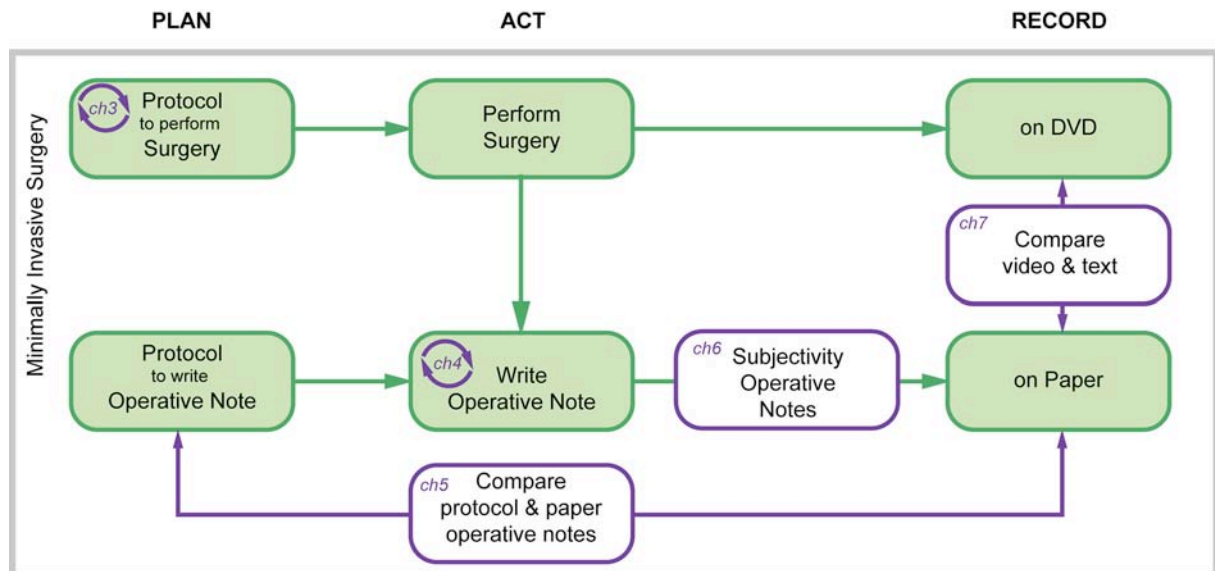 PLAN
ACT
RECORD
Minimally Invasive Surgery
ch3
Protocol
to perform
Surgery
Perform
Surgery
on DVD
ch7
Compare
video & text
Protocol
to write
Operative Note
ch4
Write
Operative Note
ch6
Subjectivity
Operative
Notes
on Paper
ch5
Compare
protocol & paper
operative notes